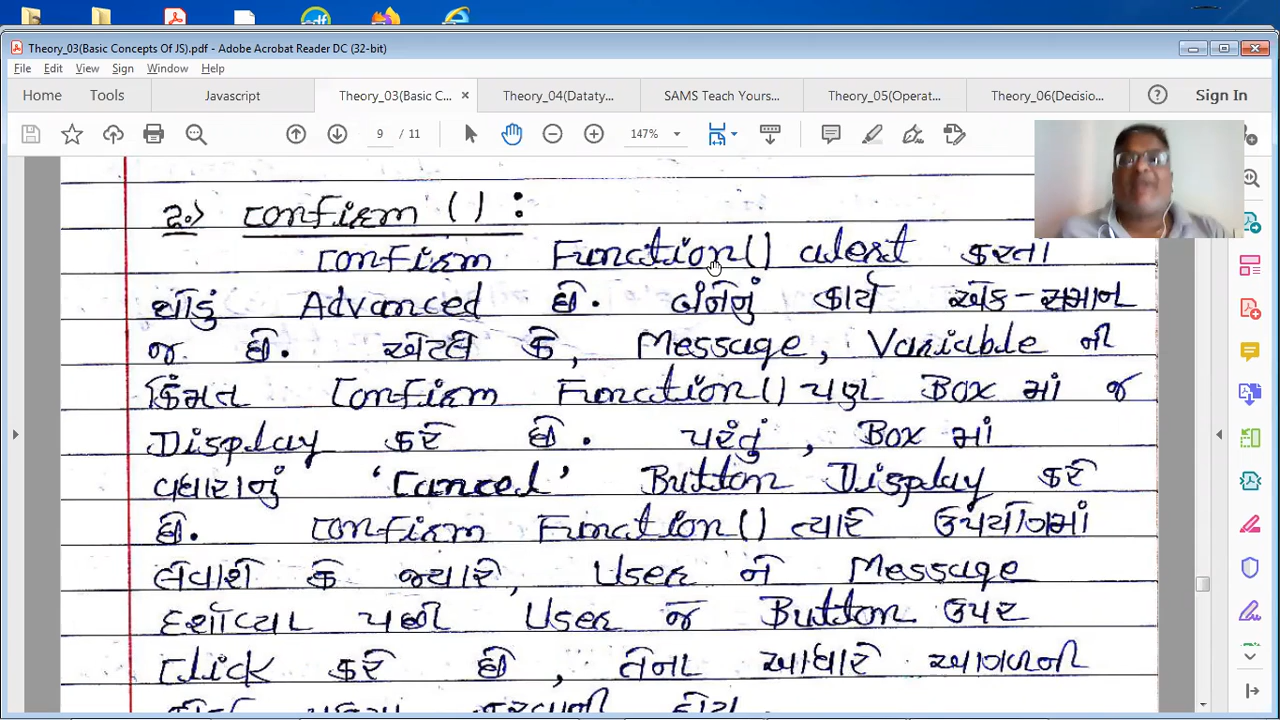 Theory_03(Basic Concepts Of JS).pdf - Adobe Acrobat Reader DC (32-bit)
File Edit View Sign Window Help
Home Tools Javascript Theory_03(Basic C... × Theory_04(Dataty... SAMS Teach Yours... Theory_05(Operat... Theory_06(Decisio... Sign In
9 / 11 147%
2.> confirm () :
confirm Function() alert કરતા
થોડું Advanced છે. બંનેનું કાર્ય એક-સમાન
જ છે. એટલે કે, Message, Variable ની
કિંમત confirm Function() પણ Box માં જ
Display કરે છે. પરંતું, Box માં
વધારાનું 'Cancel' Button Display કરે
છે. confirm Function() ત્યારે ઉપયોગમાં
લેવાશે કે જ્યારે, User ને Message
દર્શાવ્યા પછી User જે Button ઉપર
Click કરે છે, તેના આધારે આગળની